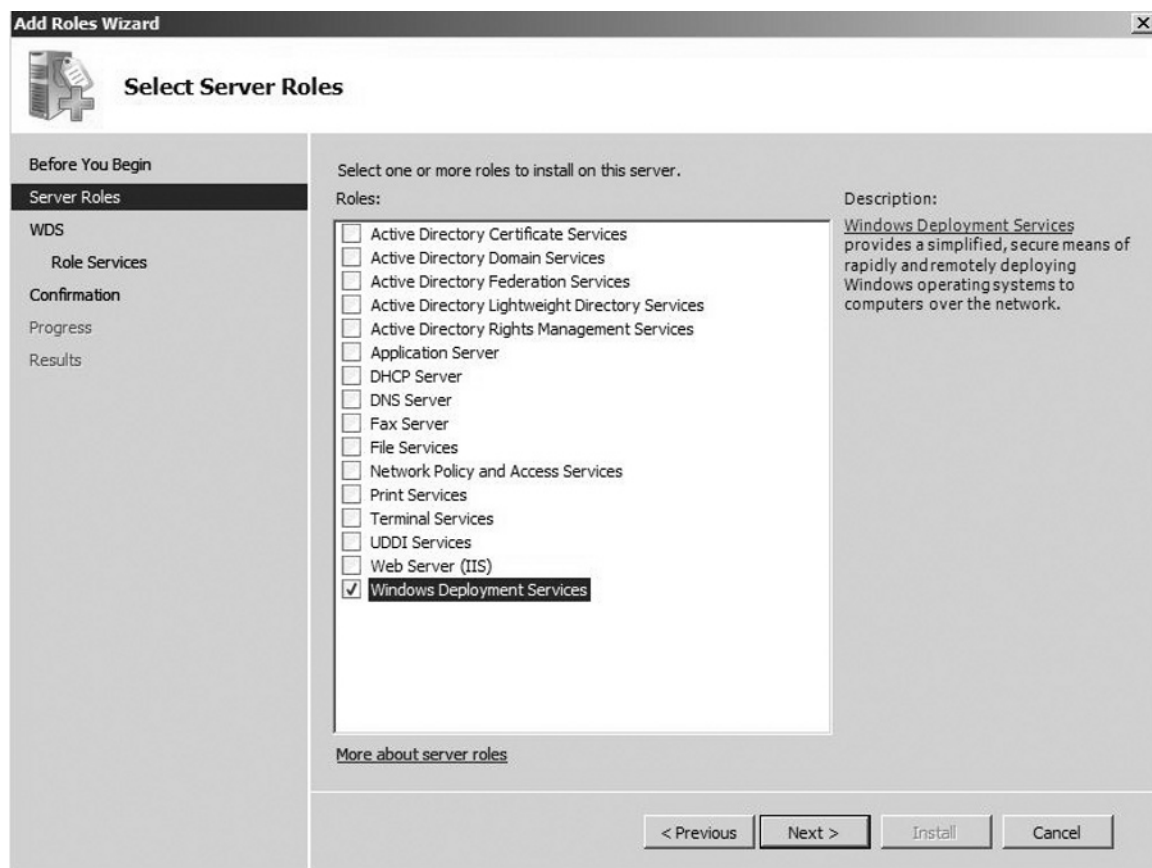 Add Roles Wizard
Select Server Roles
Before You Begin
Server Roles
WDS
Role Services
Confirmation
Progress
Results
Select one or more roles to install on this server.
Roles:
Active Directory Certificate Services
Active Directory Domain Services
Active Directory Federation Services
Active Directory Lightweight Directory Services
Active Directory Rights Management Services
Application Server
DHCP Server
DNS Server
Fax Server
File Services
Network Policy and Access Services
Print Services
Terminal Services
UDDI Services
Web Server (IIS)
Windows Deployment Services
More about server roles
Description:
Windows Deployment Services
provides a simplified, secure means of
rapidly and remotely deploying
Windows operating systems to
computers over the network.
< Previous
Next >
Install
Cancel